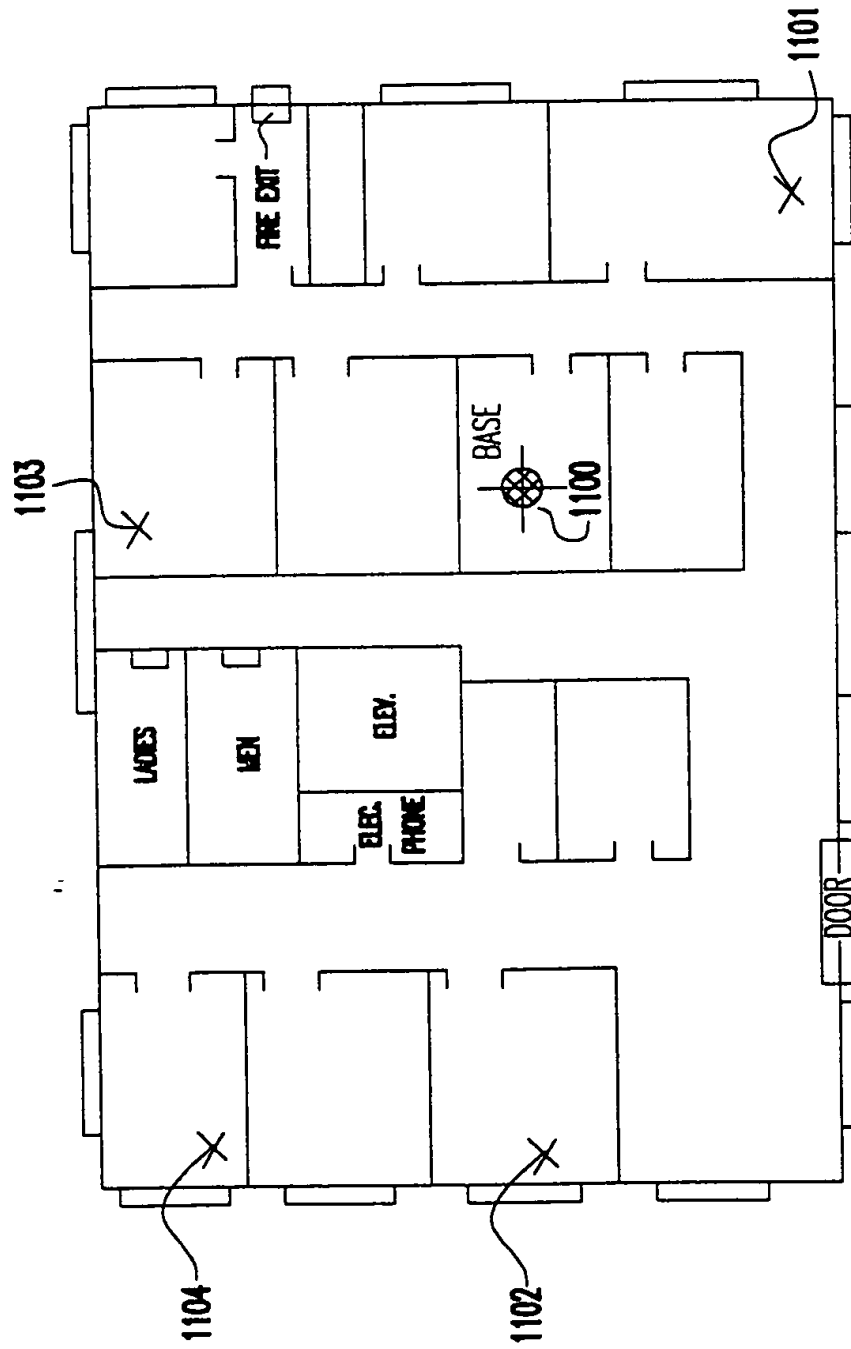 1101
FIRE EXIT
1103
BASE
1100
LADIES
MEN
ELEV.
ELEC.
PHONE
DOOR
1104
1102